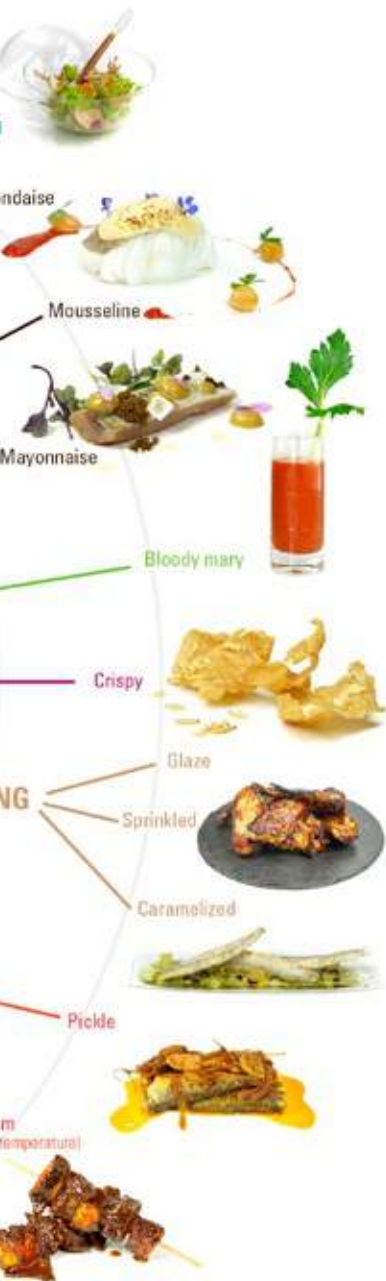 ndaise
Mousseline
Mayonnaise
Bloody mary
Crispy
Glaze
NG
Sprinkled
Caramelized
Pickle
m
temperature)